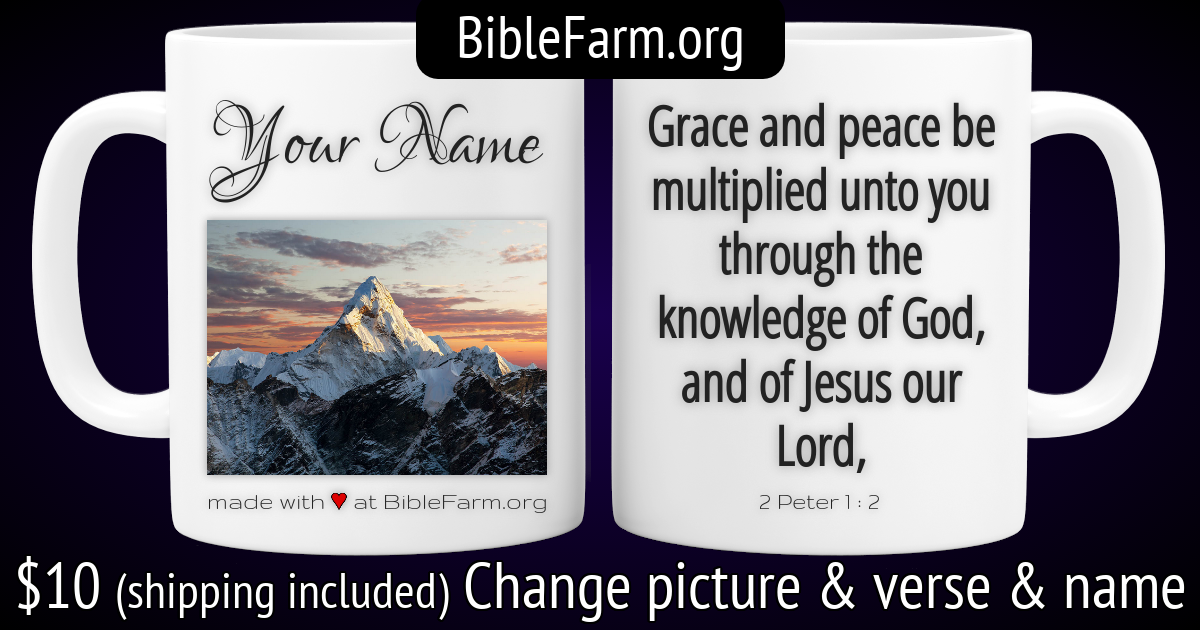 BibleFarm.org
Your Name
made with ♥ at BibleFarm.org
Grace and peace be
multiplied unto you
through the
knowledge of God,
and of Jesus our
Lord,
2 Peter 1 : 2
$10 (shipping included) Change picture & verse & name